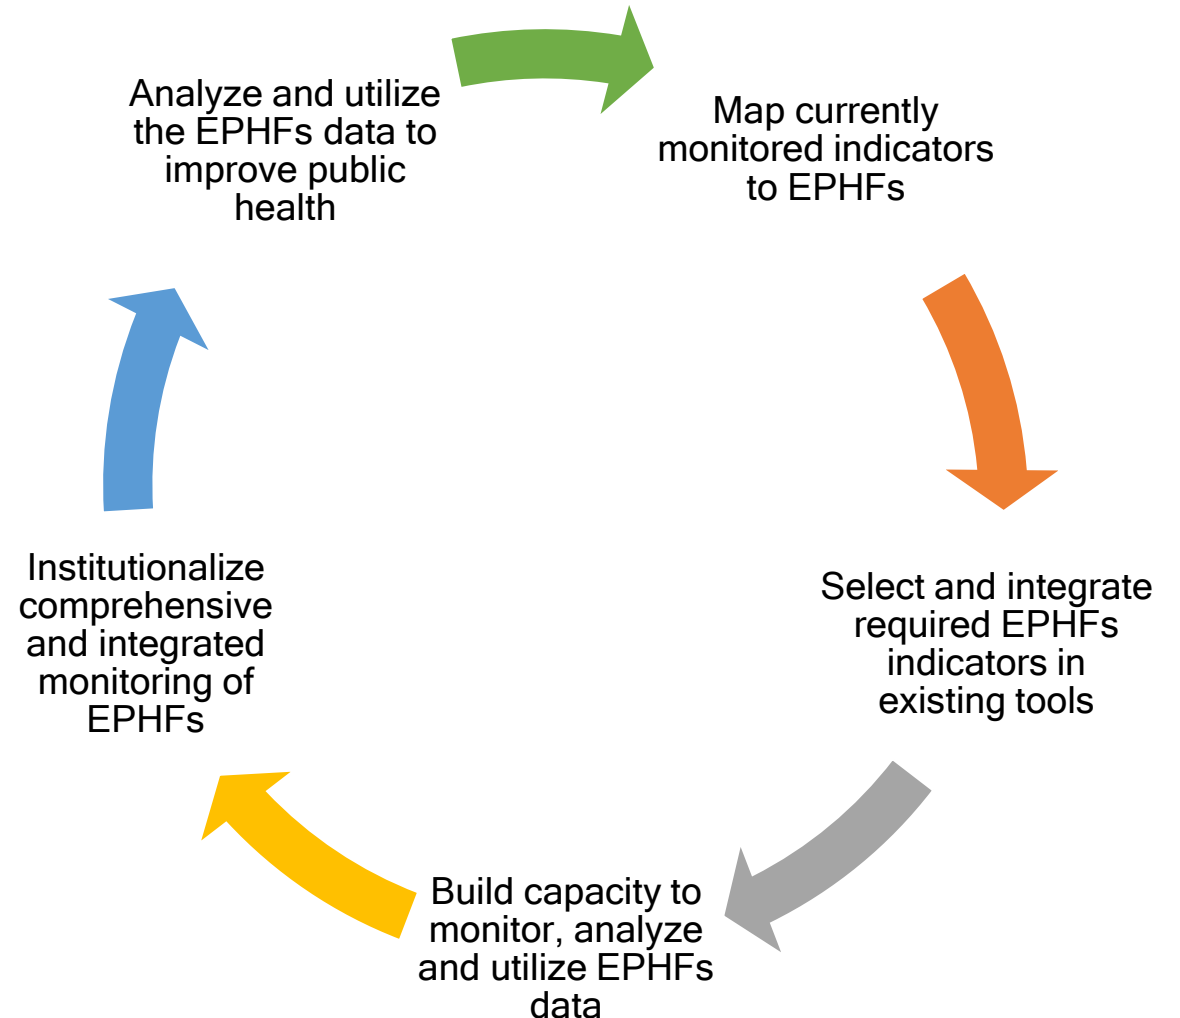 Analyze and utilize
the EPHFs data to
improve public
health
Map currently
monitored indicators
to EPHFs
Select and integrate
required EPHFs
indicators in
existing tools
Build capacity to
monitor, analyze
and utilize EPHFs
data
Institutionalize
comprehensive
and integrated
monitoring of
EPHFs